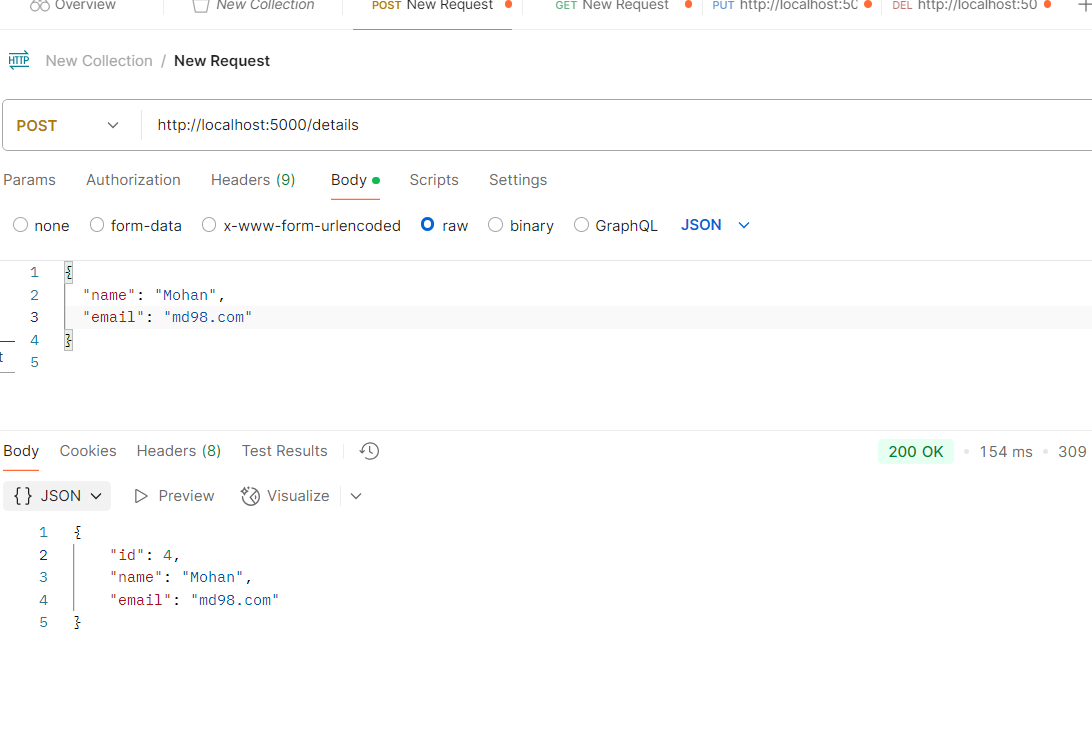 Overview New Collection POST New Request GET New Request PUT http://localhost:50 DEL http://localhost:50
HTTP New Collection / New Request
POST http://localhost:5000/details
Params Authorization Headers (9) Body Scripts Settings
none form-data x-www-form-urlencoded raw binary GraphQL JSON
1 {
2 "name": "Mohan",
3 "email": "md98.com"
4 }
t
5
Body Cookies Headers (8) Test Results 200 OK 154 ms 309
{} JSON Preview Visualize
1 {
2 "id": 4,
3 "name": "Mohan",
4 "email": "md98.com"
5 }